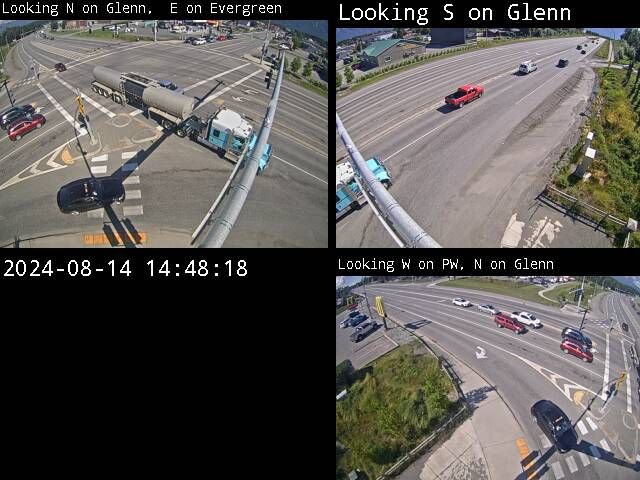 Looking N on Glenn, E on Evergreen
Looking S on Glenn
2024-08-14 14:48:18
Looking W on PW, N on Glenn